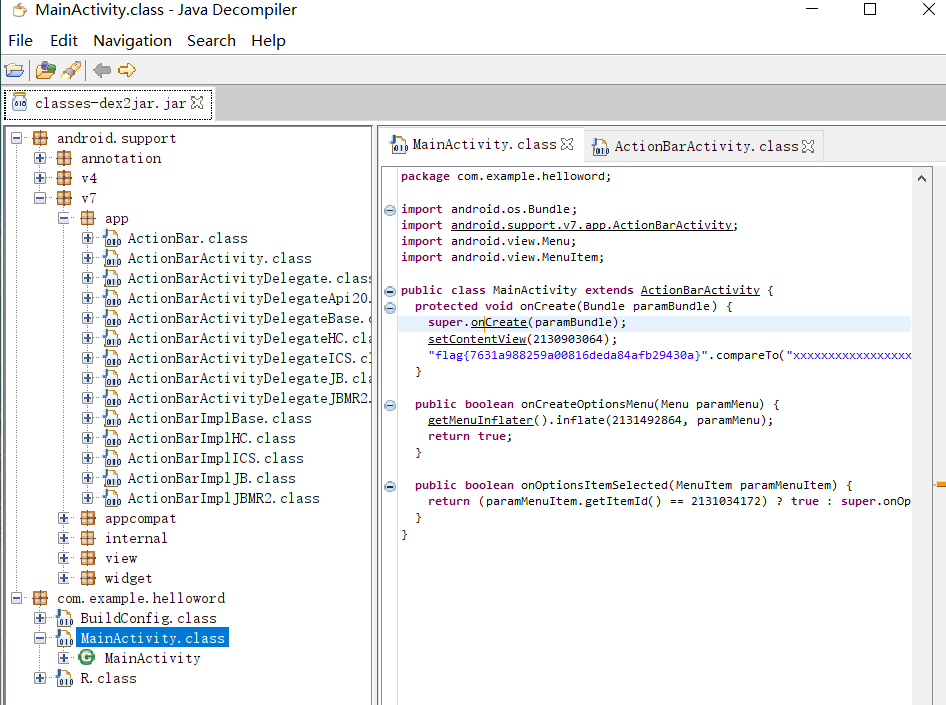 MainActivity.class - Java Decompiler
File Edit Navigation Search Help
classes-dex2jar.jar
android.support
annotation
v4
v7
app
ActionBar.class
ActionBarActivity.class
ActionBarActivityDelegate.class
ActionBarActivityDelegateApi20.
ActionBarActivityDelegateBase.c
ActionBarActivityDelegateHC.cl
ActionBarActivityDelegateICS.cl
ActionBarActivityDelegateJB.cla
ActionBarActivityDelegateJBMR2.
ActionBarImplBase.class
ActionBarImplHC.class
ActionBarImplICS.class
ActionBarImplJB.class
ActionBarImplJBMR2.class
appcompat
internal
view
widget
com.example.helloword
BuildConfig.class
MainActivity.class
MainActivity
R.class
MainActivity.class ActionBarActivity.class
package com.example.helloword;
import android.os.Bundle;
import android.support.v7.app.ActionBarActivity;
import android.view.Menu;
import android.view.MenuItem;
public class MainActivity extends ActionBarActivity {
protected void onCreate(Bundle paramBundle) {
super.onCreate(paramBundle);
setContentView(2130903064);
"flag{7631a988259a00816deda84afb29430a}".compareTo("xxxxxxxxxxxxxxxxxx
}
public boolean onCreateOptionsMenu(Menu paramMenu) {
getMenuInflater().inflate(2131492864, paramMenu);
return true;
}
public boolean onOptionsItemSelected(MenuItem paramMenuItem) {
return (paramMenuItem.getItemId() == 2131034172) ? true : super.onOp
}
}